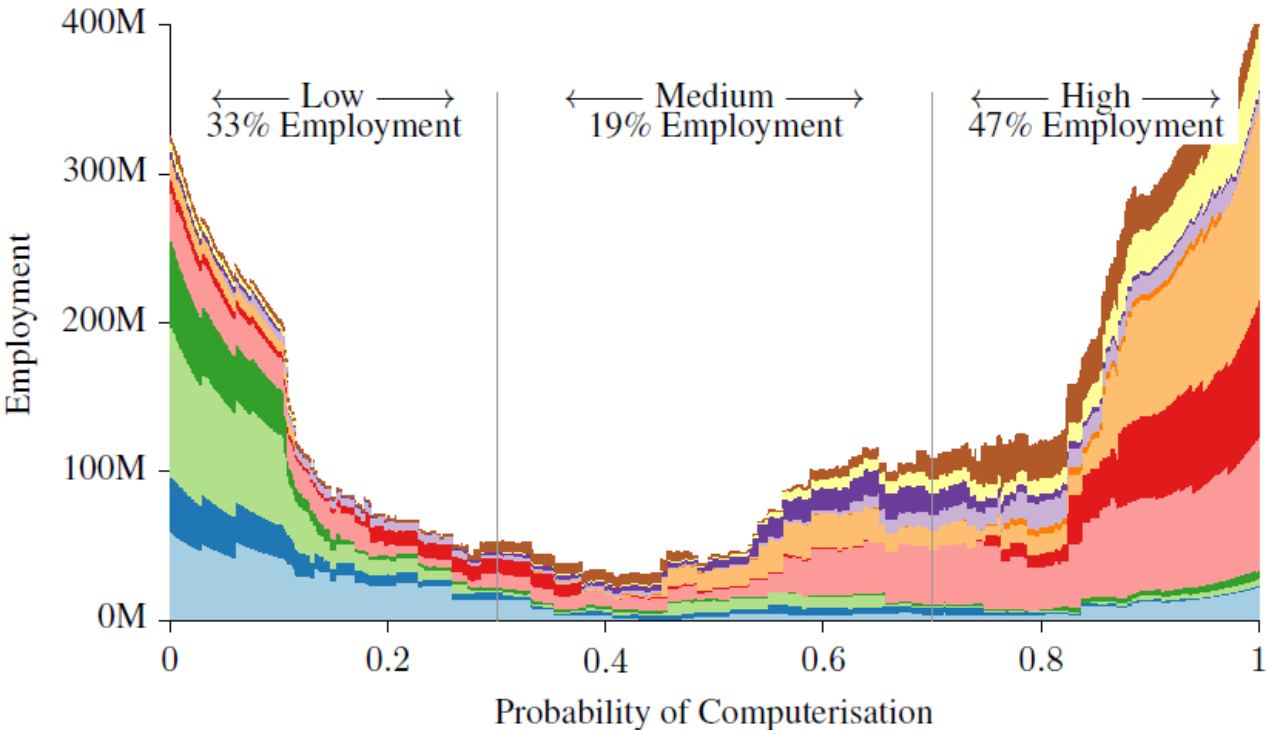 400M
300M
200M
100M
0M
Employment
Low
33% Employment
Medium
19% Employment
High
47% Employment
0
0.2
0.4
0.6
0.8
1
Probability of Computerisation